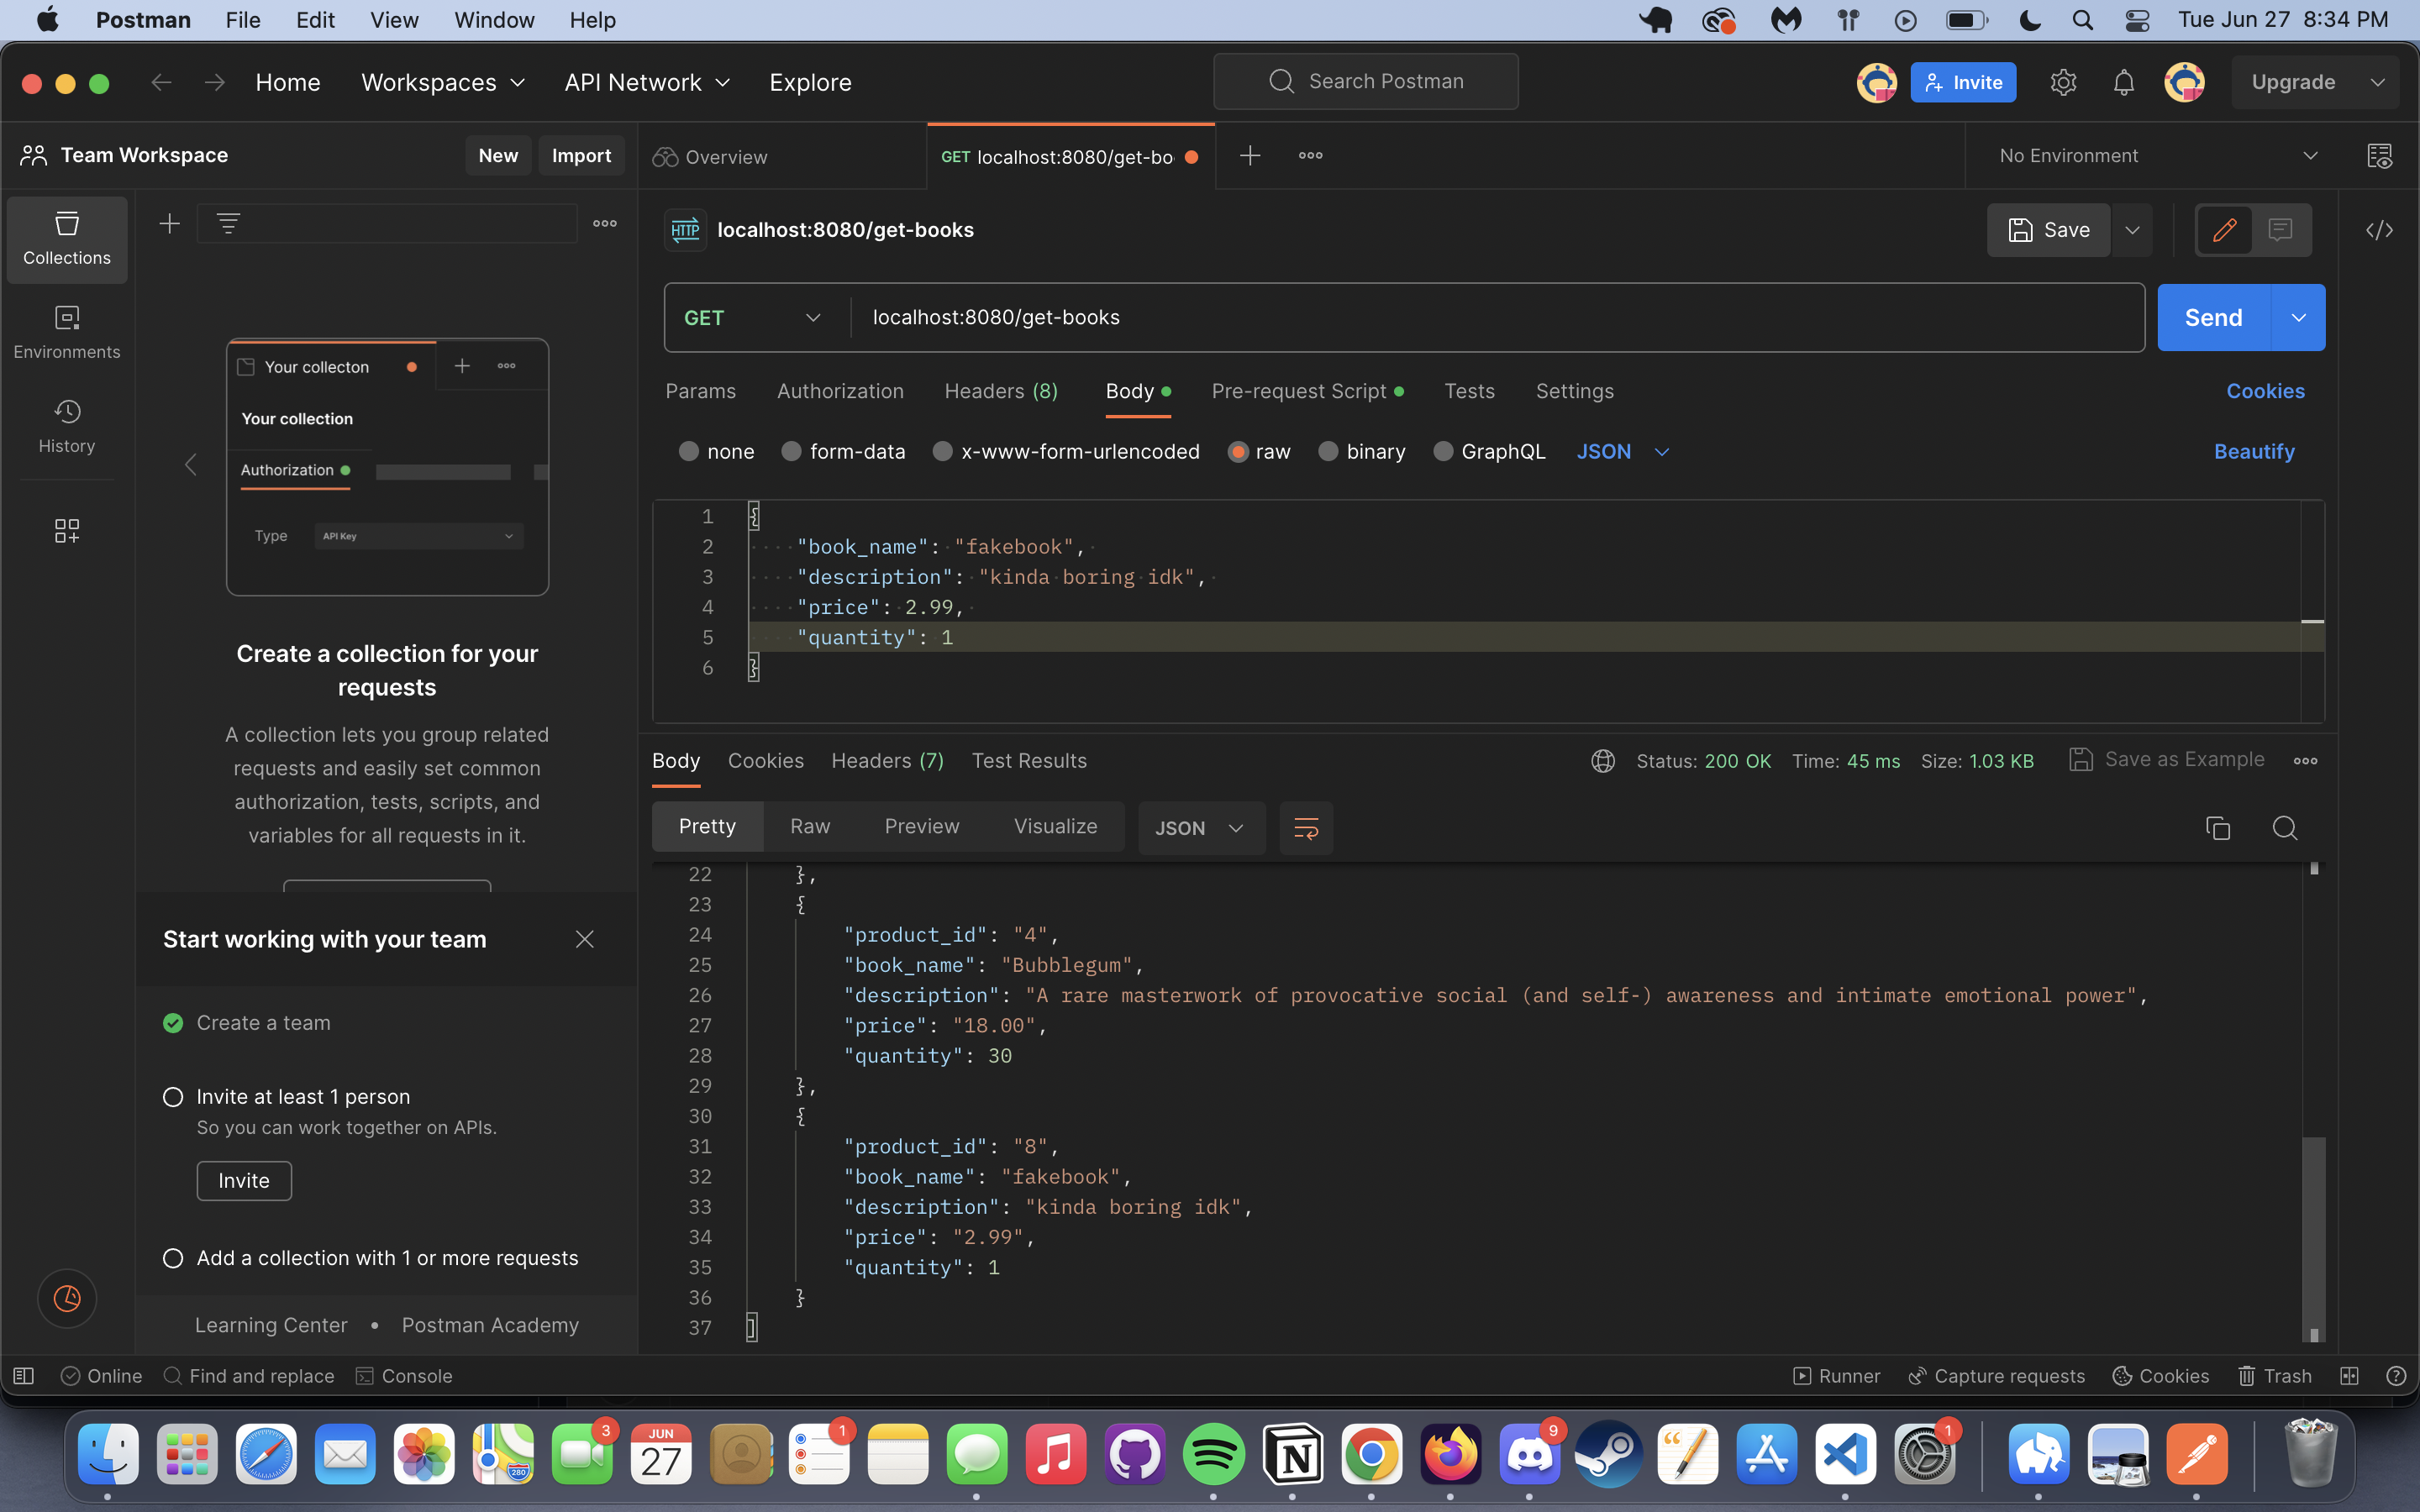 Postman File Edit View Window Help Tue Jun 27 8:34 PM
Home Workspaces API Network Explore Search Postman Invite Upgrade
Team Workspace New Import Overview GET localhost:8080/get-bo No Environment
Collections
Environments
History
Your collecton
Your collection
Authorization
Type API Key
Create a collection for your
requests
A collection lets you group related
requests and easily set common
authorization, tests, scripts, and
variables for all requests in it.
Start working with your team
Create a team
Invite at least 1 person
So you can work together on APIs.
Invite
Add a collection with 1 or more requests
Learning Center • Postman Academy
HTTP localhost:8080/get-books Save
GET localhost:8080/get-books Send
Params Authorization Headers (8) Body Pre-request Script Tests Settings Cookies
none form-data x-www-form-urlencoded raw binary GraphQL JSON Beautify
1 {
2 "book_name": "fakebook",
3 "description": "kinda boring idk",
4 "price": 2.99,
5 "quantity": 1
6 }
Body Cookies Headers (7) Test Results Status: 200 OK Time: 45 ms Size: 1.03 KB Save as Example
Pretty Raw Preview Visualize JSON
22 },
23 {
24 "product_id": "4",
25 "book_name": "Bubblegum",
26 "description": "A rare masterwork of provocative social (and self-) awareness and intimate emotional power",
27 "price": "18.00",
28 "quantity": 30
29 },
30 {
31 "product_id": "8",
32 "book_name": "fakebook",
33 "description": "kinda boring idk",
34 "price": "2.99",
35 "quantity": 1
36 }
37 ]
Online Find and replace Console Runner Capture requests Cookies Trash
280 3 JUN 27 1 9 1